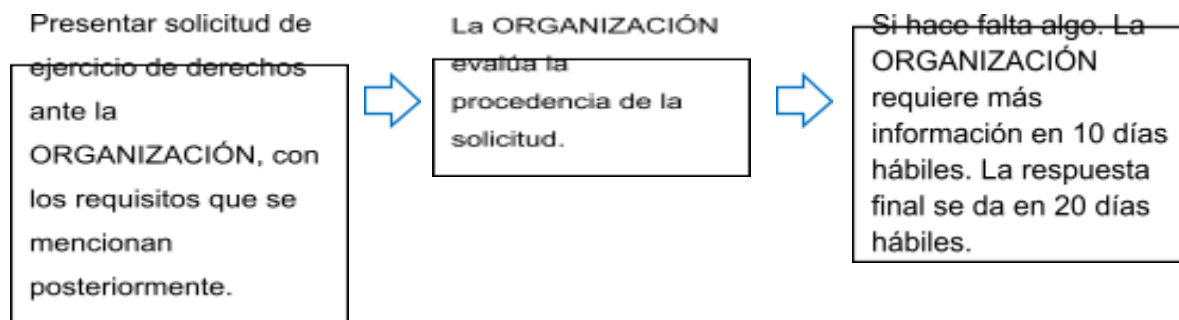 Presentar solicitud de
ejercicio de derechos
ante la
ORGANIZACIÓN, con
los requisitos que se
mencionan
posteriormente.
La ORGANIZACIÓN
evalúa la
procedencia de la
solicitud.
Si hace falta algo. La
ORGANIZACIÓN
requiere más
información en 10 días
hábiles. La respuesta
final se da en 20 días
hábiles.